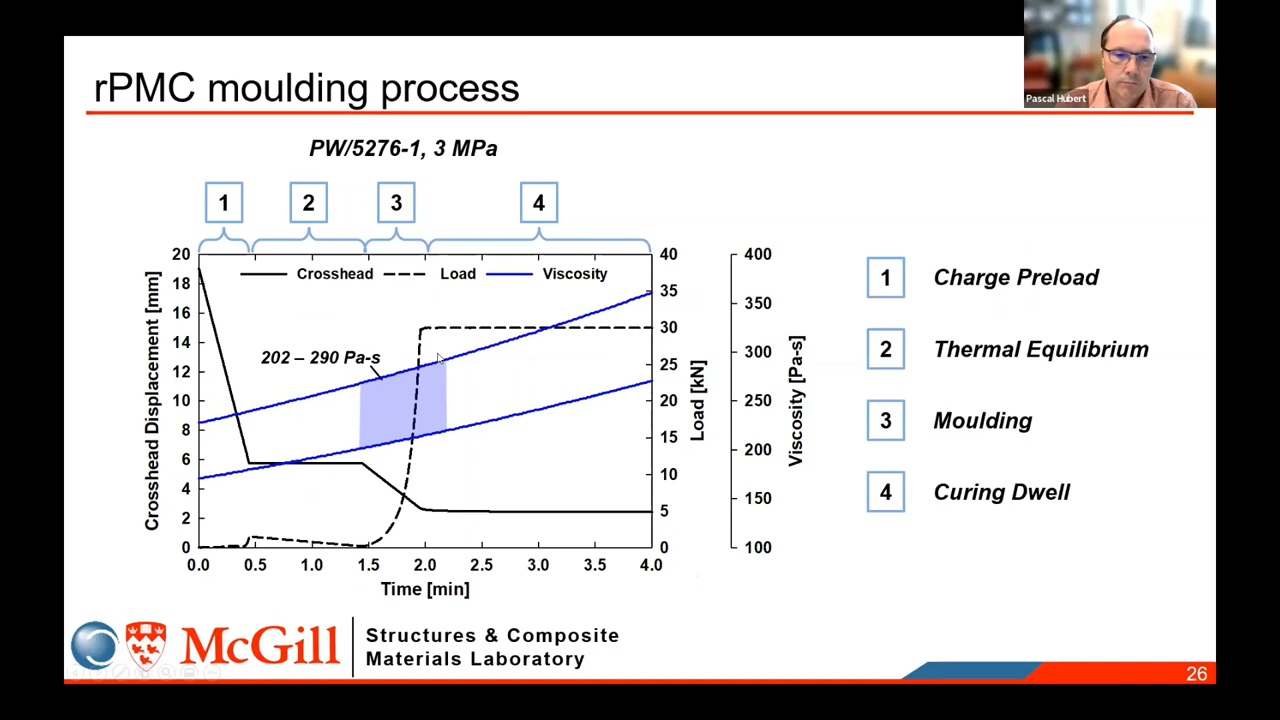 Pascal Hubert
rPMC moulding process
PW/5276-1, 3 MPa
1 2 3 4
Crosshead Load Viscosity
202 – 290 Pa-s
Crosshead Displacement [mm]
20
18
16
14
12
10
8
6
4
2
0
Load [kN]
40
35
30
25
20
15
10
5
0
Viscosity [Pa-s]
400
350
300
250
200
150
100
0.0 0.5 1.0 1.5 2.0 2.5 3.0 3.5 4.0
Time [min]
1 Charge Preload
2 Thermal Equilibrium
3 Moulding
4 Curing Dwell
McGill
Structures & Composite
Materials Laboratory
26